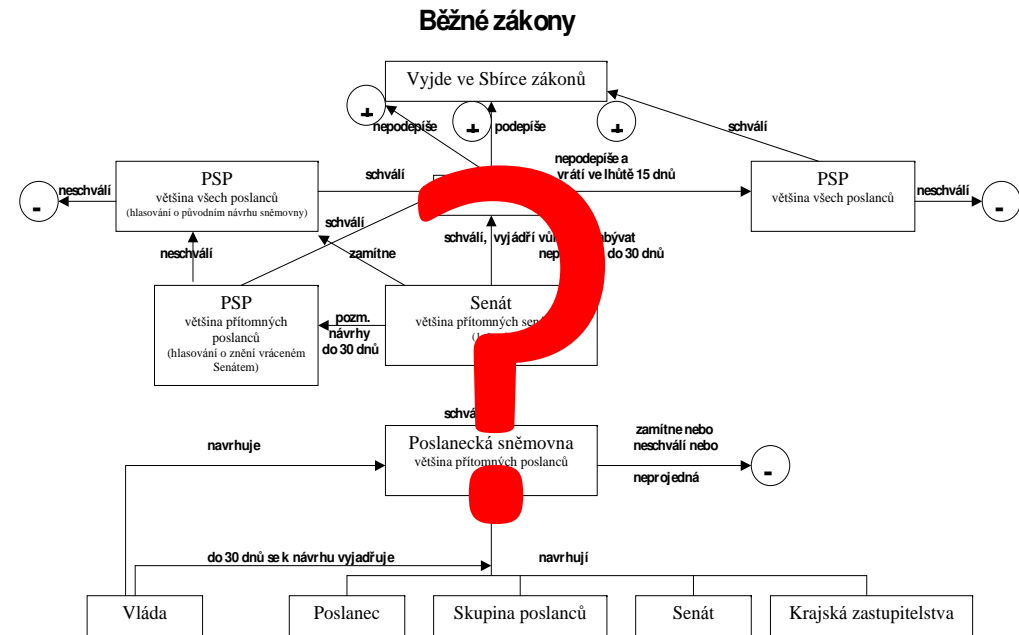 Běžné zákony
Vyjde ve Sbírce zákonů
+
+
+
nepodepíše
podepíše
schválí
neschválí
-
PSP
většina všech poslanců
(hlasování o původním návrhu sněmovny)
schválí
nepodepíše a
vrátí ve lhůtě 15 dnů
PSP
většina všech poslanců
neschválí
-
schválí
neschválí
zamítne
schválí, vyjádří
do 30 dnů
PSP
většina přítomných
poslanců
(hlasování o znění vráceném
Senátem)
pozm.
návrhy
do 30 dnů
Senát
většina přítomných
?
navrhuje
Poslanecká sněmovna
většina přítomných poslanců
zamítne nebo
neschválí nebo
neprojedná
-
do 30 dnů se k návrhu vyjadřuje
navrhují
Vláda
Poslanec
Skupina poslanců
Senát
Krajská zastupitelstva